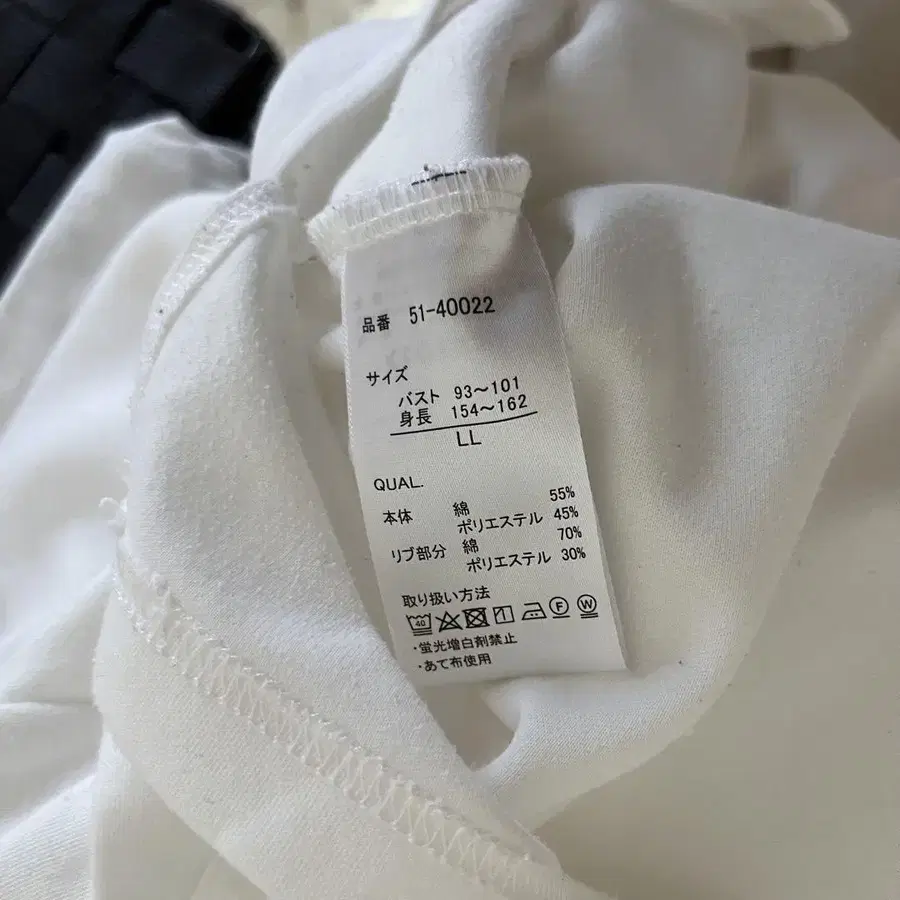 品番 51-40022
サイズ
バスト 93～101
身長 154～162
LL
QUAL.
本体 綿 55%
ポリエステル 45%
リブ部分 綿 70%
ポリエステル 30%
取り扱い方法
40 F W
・蛍光増白剤禁止
・あて布使用